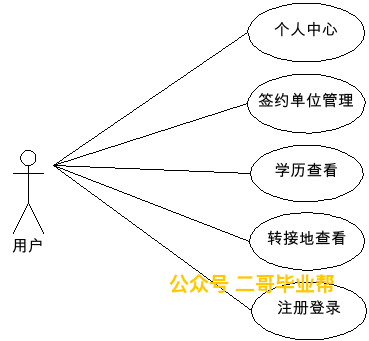 个人中心
签约单位管理
学历查看
用户
转接地查看
公众号 二哥毕业帮
注册登录